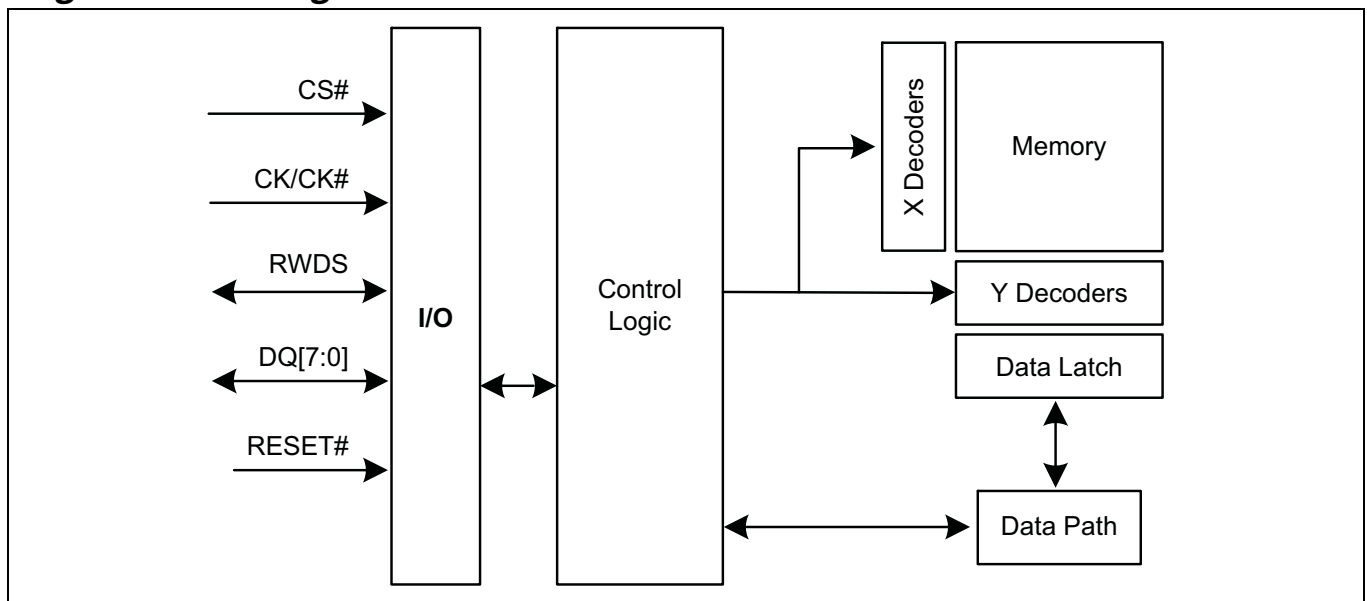 CS#
CK/CK#
RWDS
DQ[7:0]
RESET#
I/O
Control
Logic
X Decoders
Memory
Y Decoders
Data Latch
Data Path